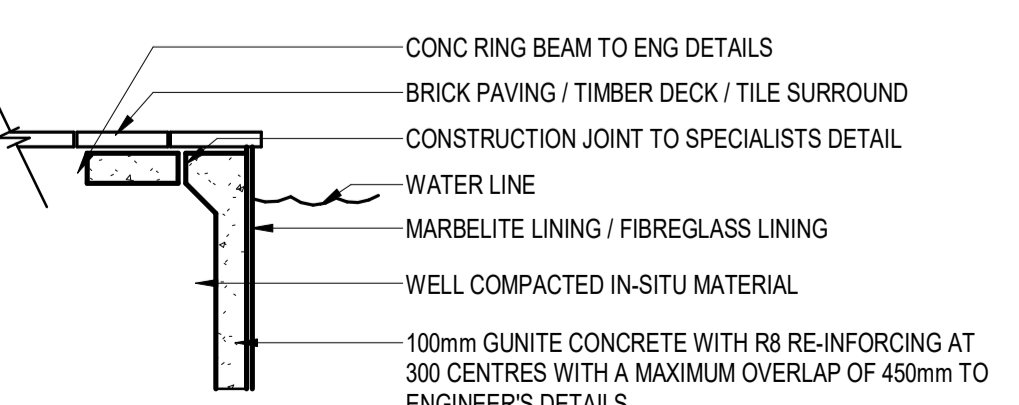 CONC RING BEAM TO ENG DETAILS
BRICK PAVING / TIMBER DECK / TILE SURROUND
CONSTRUCTION JOINT TO SPECIALISTS DETAIL
WATER LINE
MARBELITE LINING / FIBREGLASS LINING
WELL COMPACTED IN-SITU MATERIAL
100mm GUNITE CONCRETE WITH R8 RE-INFORCING AT
300 CENTRES WITH A MAXIMUM OVERLAP OF 450mm TO
ENGINEER'S DETAILS